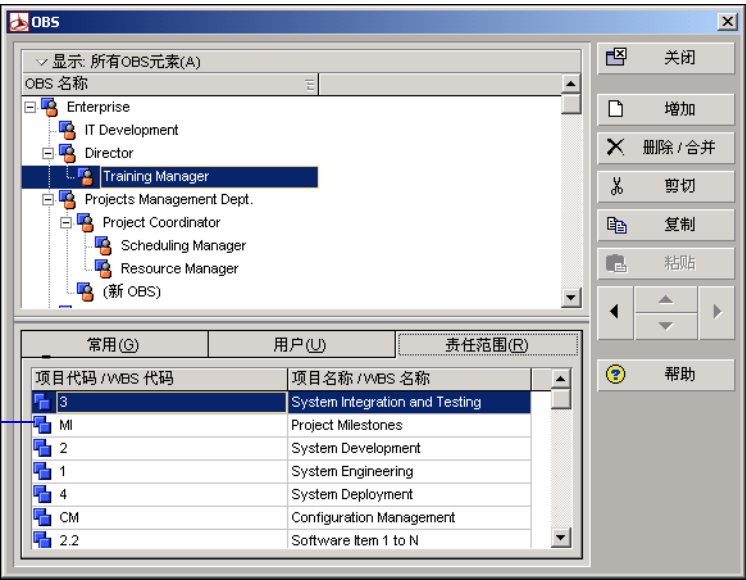 OBS
显示: 所有OBS元素(A)
OBS 名称
Enterprise
IT Development
Director
Training Manager
Projects Management Dept.
Project Coordinator
Scheduling Manager
Resource Manager
(新 OBS)
常用(G) 用户(U) 责任范围(R)
项目代码 /WBS 代码 项目名称 /WBS 名称
3 System Integration and Testing
MI Project Milestones
2 System Development
1 System Engineering
4 System Deployment
CM Configuration Management
2.2 Software Item 1 to N
关闭
增加
删除 / 合并
剪切
复制
粘贴
帮助